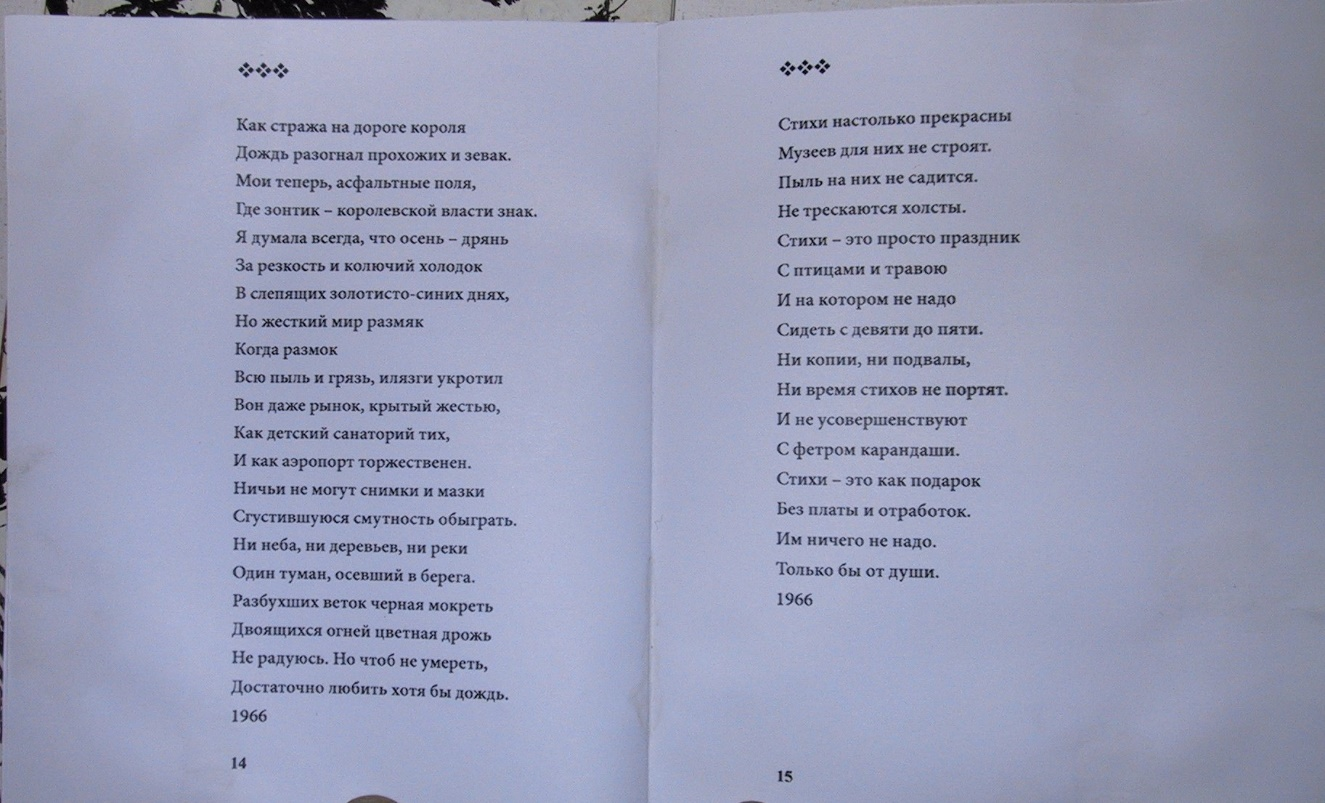 Как стража на дороге короля
Дождь разогнал прохожих и зевак.
Мои теперь, асфальтные поля,
Где зонтик – королевской власти знак.
Я думала всегда, что осень – дрянь
За резкость и колючий холодок
В слепящих золотисто-синих днях,
Но жесткий мир размяк
Когда размок
Всю пыль и грязь, илязги укротил
Вон даже рынок, крытый жестью,
Как детский санаторий тих,
И как аэропорт торжественен.
Ничьи не могут снимки и мазки
Сгустившуюся смутность обыграть.
Ни неба, ни деревьев, ни реки
Один туман, осевший в берега.
Разбухших веток черная мокреть
Двоящихся огней цветная дрожь
Не радуюсь. Но чтоб не умереть,
Достаточно любить хотя бы дождь.
1966
14
Стихи настолько прекрасны
Музеев для них не строят.
Пыль на них не садится.
Не трескаются холсты.
Стихи – это просто праздник
С птицами и травою
И на котором не надо
Сидеть с девяти до пяти.
Ни копии, ни подвалы,
Ни время стихов не портят.
И не усовершенствуют
С фетром карандаши.
Стихи – это как подарок
Без платы и отработок.
Им ничего не надо.
Только бы от души.
1966
15